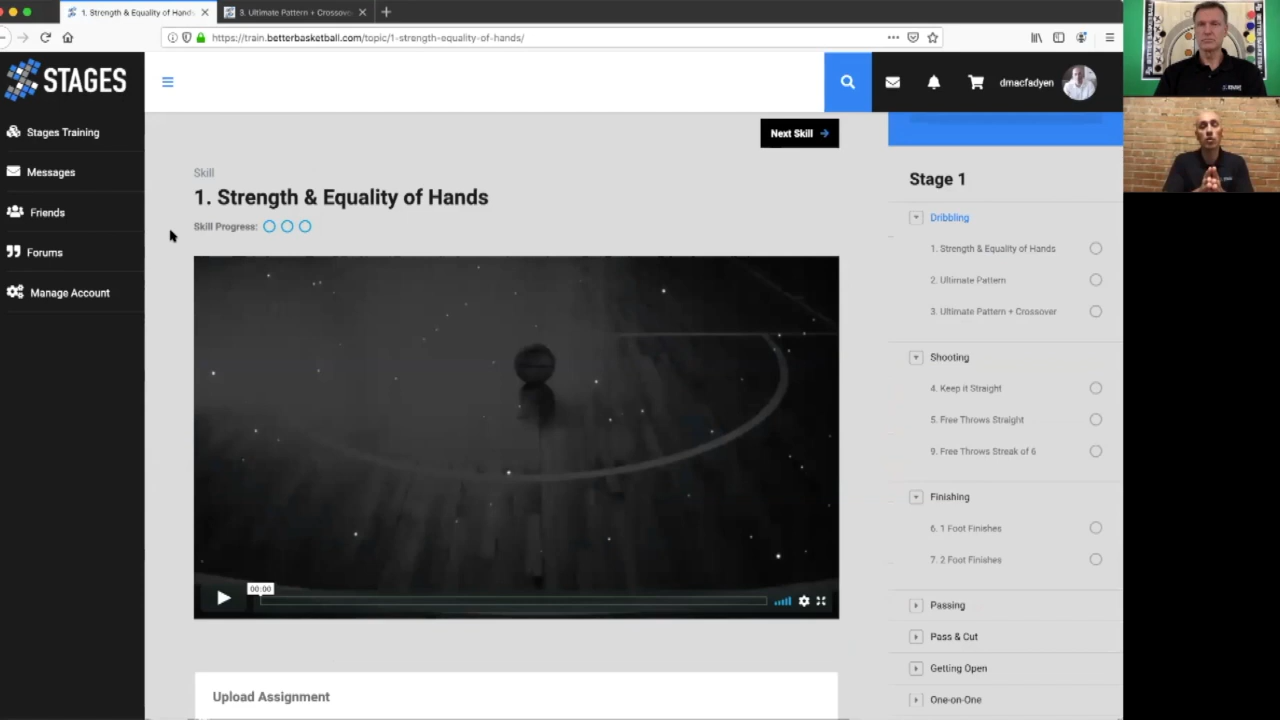 1. Strength & Equality of Hands
3. Ultimate Pattern + Crossover
https://train.betterbasketball.com/topic/1-strength-equality-of-hands/
STAGES
dmacfadyen
Stages Training
Messages
Friends
Forums
Manage Account
Next Skill
Skill
1. Strength & Equality of Hands
Skill Progress:
00:00
Upload Assignment
Stage 1
Dribbling
1. Strength & Equality of Hands
2. Ultimate Pattern
3. Ultimate Pattern + Crossover
Shooting
4. Keep it Straight
5. Free Throws Straight
9. Free Throws Streak of 6
Finishing
6. 1 Foot Finishes
7. 2 Foot Finishes
Passing
Pass & Cut
Getting Open
One-on-One